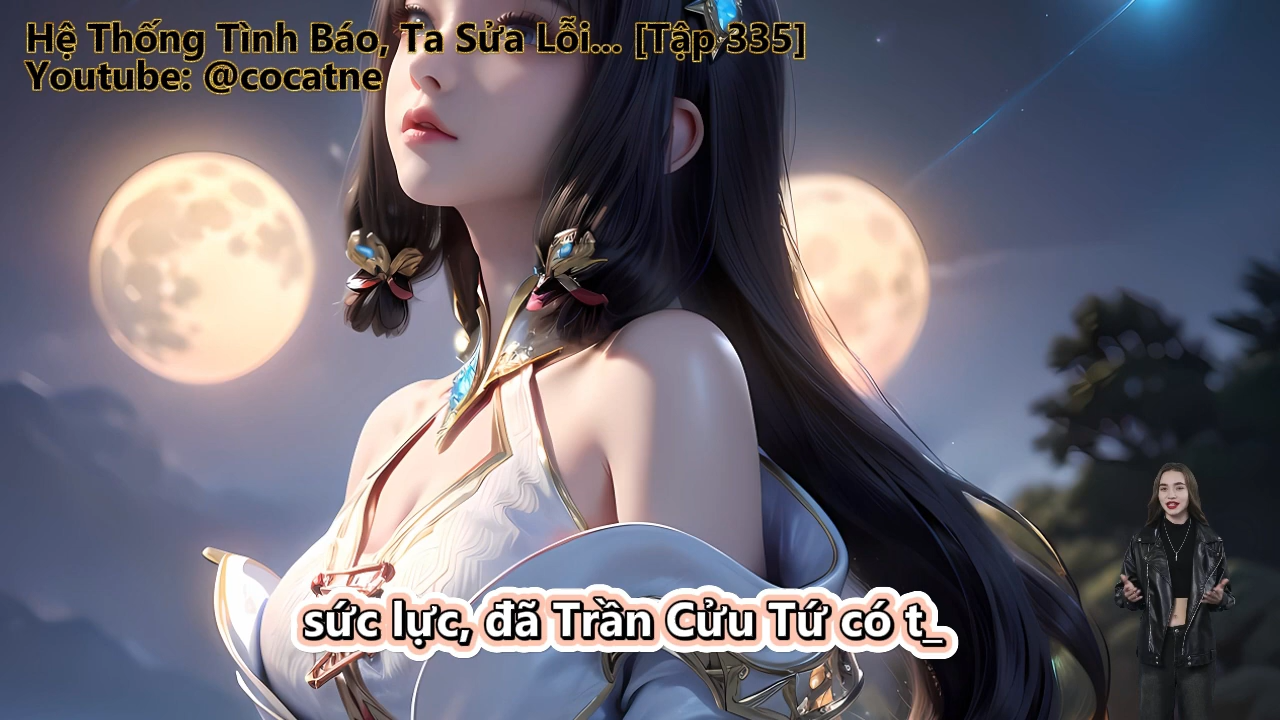 Hệ Thống Tình Báo, Ta Sửa Lỗi... [Tập 335]
Youtube: @cocatne
sức lực, đã Trần Cửu Tứ có t_